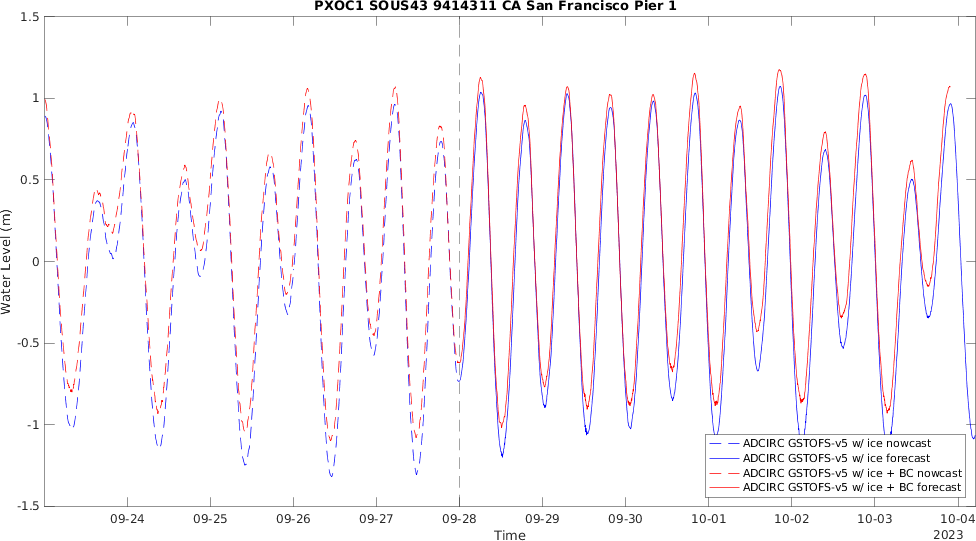 PXOC1 SOUS43 9414311 CA San Francisco Pier 1
1.5
1
0.5
0
-0.5
-1
-1.5
Water Level (m)
ADCIRC GSTOFS-v5 w/ ice nowcast
ADCIRC GSTOFS-v5 w/ ice forecast
ADCIRC GSTOFS-v5 w/ ice + BC nowcast
ADCIRC GSTOFS-v5 w/ ice + BC forecast
09-24 09-25 09-26 09-27 09-28 09-29 09-30 10-01 10-02 10-03 10-04
Time
2023